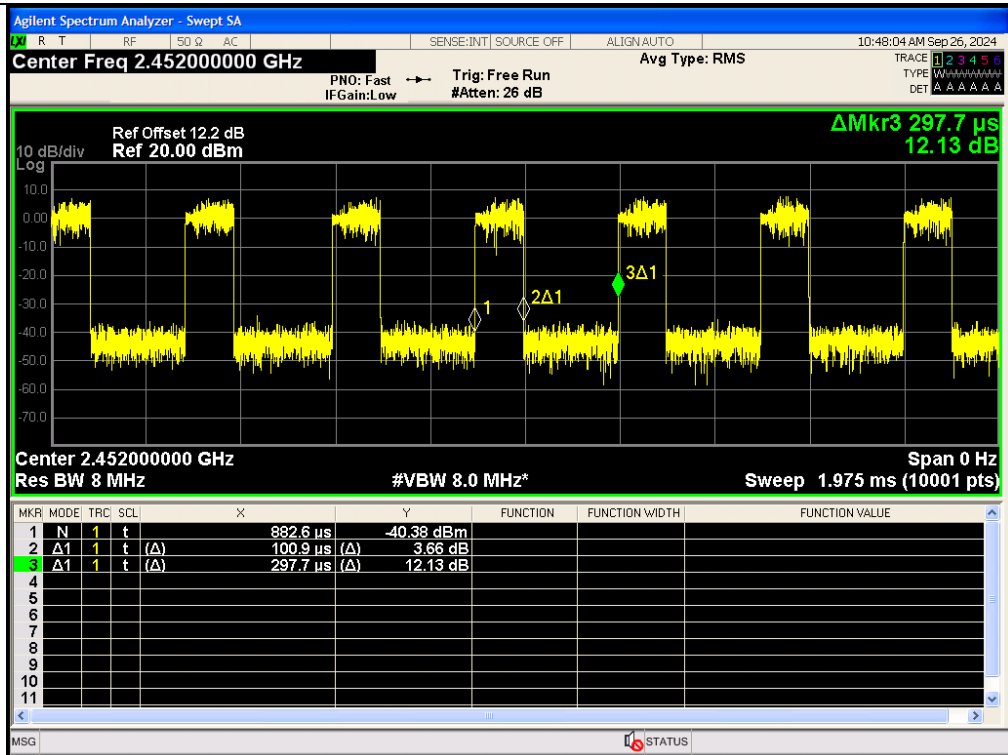 Agilent Spectrum Analyzer - Swept SA
LXI R T RF 50 Ω AC SENSE:INT SOURCE OFF ALIGN AUTO 10:48:04 AM Sep 26, 2024
Center Freq 2.452000000 GHz
PNO: Fast
IFGain:Low
Trig: Free Run
#Atten: 26 dB
Avg Type: RMS
TRACE 1 2 3 4 5 6
TYPE W
DET A A A A A A
ΔMkr3 297.7 µs
12.13 dB
Ref Offset 12.2 dB
10 dB/div Ref 20.00 dBm
Log
10.0
0.00
-10.0
-20.0
-30.0
-40.0
-50.0
-60.0
-70.0
1
2Δ1
3Δ1
Center 2.452000000 GHz Span 0 Hz
Res BW 8 MHz #VBW 8.0 MHz* Sweep 1.975 ms (10001 pts)
MKR MODE TRC SCL X Y FUNCTION FUNCTION WIDTH FUNCTION VALUE
1 N 1 t 882.6 µs -40.38 dBm
2 Δ1 1 t (Δ) 100.9 µs (Δ) 3.66 dB
3 Δ1 1 t (Δ) 297.7 µs (Δ) 12.13 dB
4
5
6
7
8
9
10
11
MSG STATUS